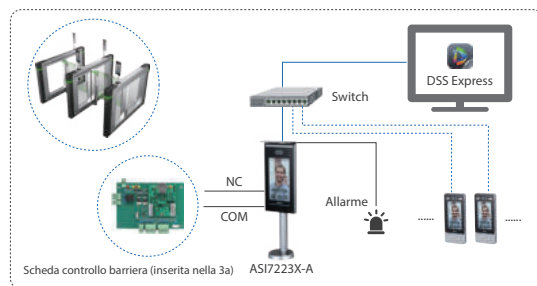 DSS Express
Switch
NC
COM
Allarme
......
......
Scheda controllo barriera (inserita nella 3a)
ASI7223X-A